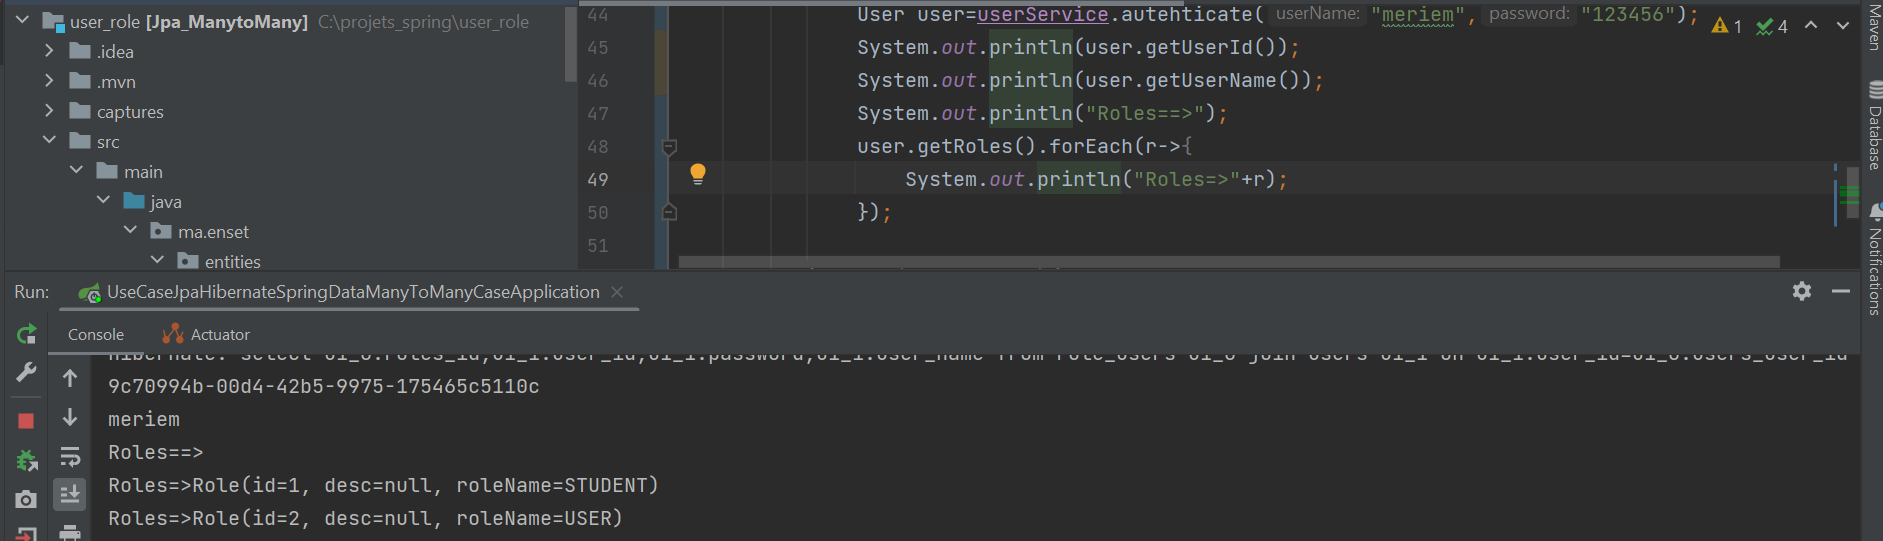 user_role [Jpa_ManytoMany] C:\projets_spring\user_role
.idea
.mvn
captures
src
main
java
ma.enset
entities
44 User user=userService.autehticate( userName: "meriem", password: "123456");
1 4
45 System.out.println(user.getUserId());
46 System.out.println(user.getUserName());
47 System.out.println("Roles==>");
48 user.getRoles().forEach(r->{
49 System.out.println("Roles=>"+r);
50 });
51
Maven
Database
Notifications
Run: UseCaseJpaHibernateSpringDataManyToManyCaseApplication
Console Actuator
9c70994b-00d4-42b5-9975-175465c5110c
meriem
Roles==>
Roles=>Role(id=1, desc=null, roleName=STUDENT)
Roles=>Role(id=2, desc=null, roleName=USER)